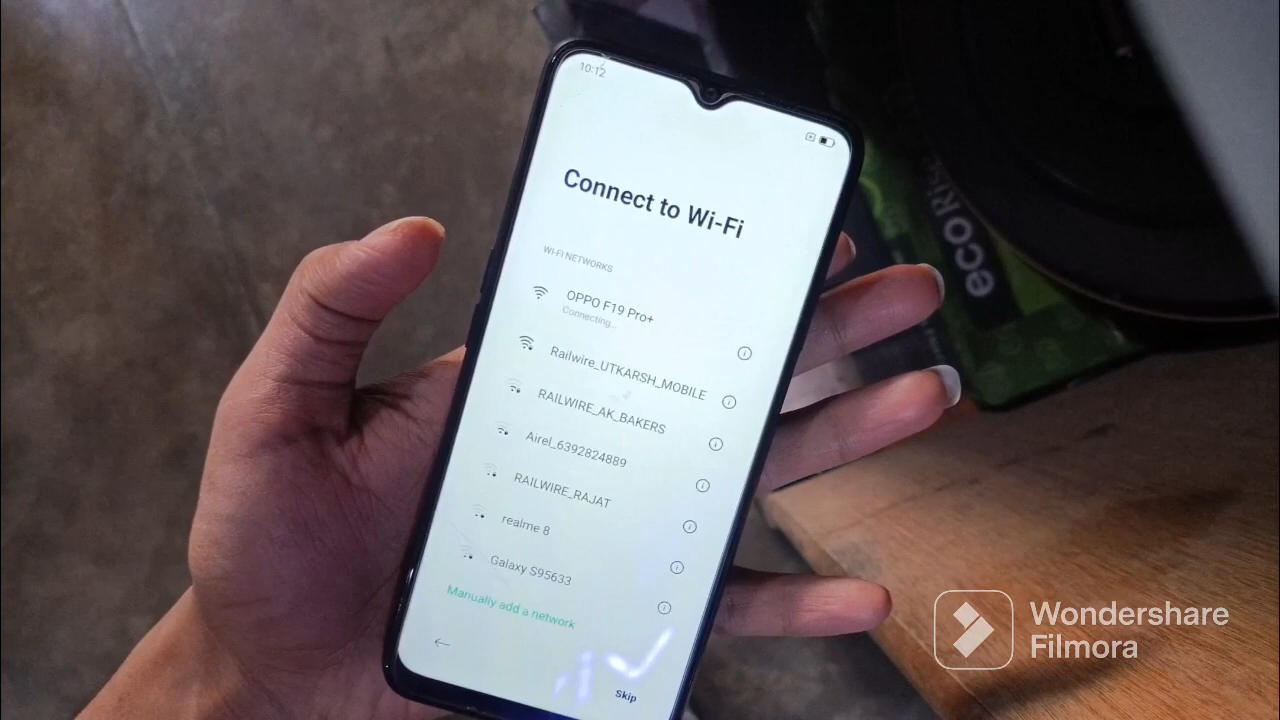 10:12
Connect to Wi-Fi
WI-FI NETWORKS
OPPO F19 Pro+
Connecting...
Railwire_UTKARSH_MOBILE
RAILWIRE_AK_BAKERS
Airel_6392824889
RAILWIRE_RAJAT
realme 8
Galaxy S95633
Manually add a network
Skip
ecoRise
Wondershare
Filmora